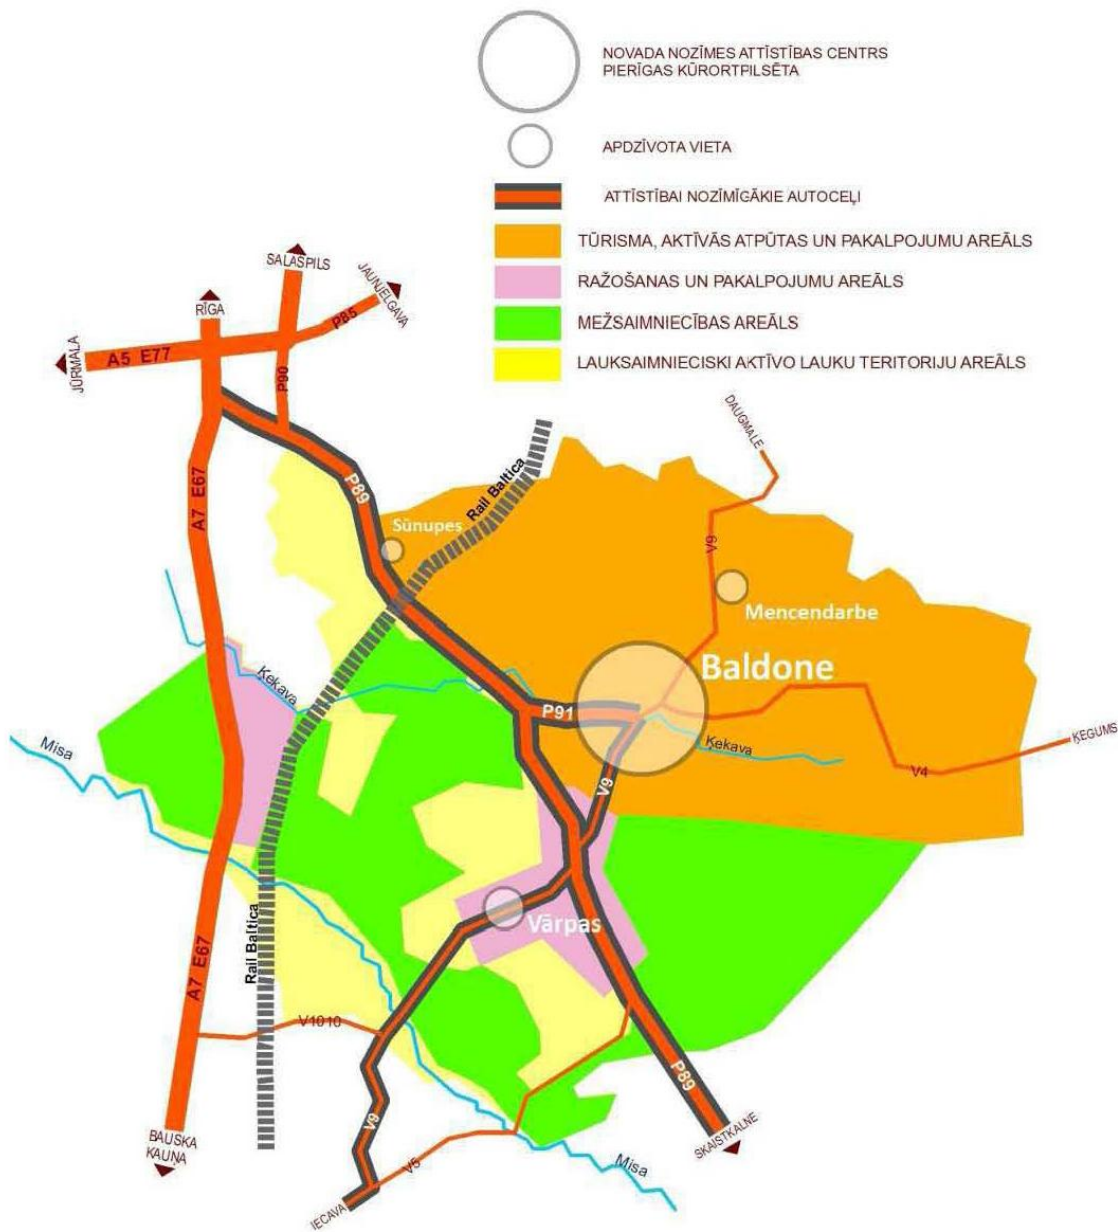 NOVADA NOZĪMES ATTĪSTĪBAS CENTRS
PIERĪGAS KŪRORTPILSĒTA
APDZĪVOTA VIETA
ATTĪSTĪBAI NOZĪMĪGĀKIE AUTOCEĻI
TŪRISMA, AKTĪVĀS ATPŪTAS UN PAKALPOJUMU AREĀLS
RAŽOŠANAS UN PAKALPOJUMU AREĀLS
MEŽSAIMNIECĪBAS AREĀLS
LAUKSAIMNIECISKI AKTĪVO LAUKU TERITORIJU AREĀLS
SALASPILS
JAUNJELGAVA
RĪGA
P85
JŪRMALA
A5 E77
P90
DAUGMALE
P89
Rail Baltica
A7 E67
Sūnupes
V9
Mencendarbe
Baldone
Ķekava
P91
Ķekava
ĶEGUMS
Misa
V4
V9
Vārpas
Rail Baltica
A7 E67
V1010
P89
V9
BAUSKA
KAUŅA
SKAISTKALNE
V5
Misa
IECAVA